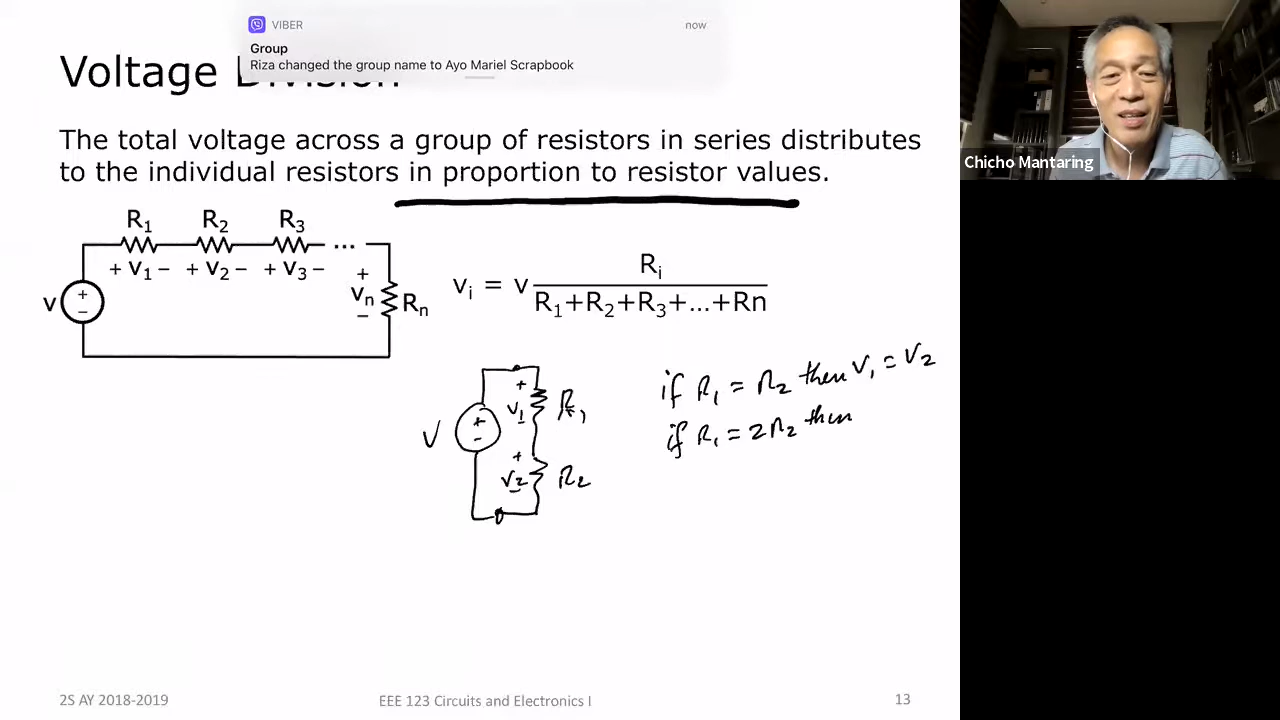 VIBER now
Group
Riza changed the group name to Ayo Mariel Scrapbook
Voltage Division
The total voltage across a group of resistors in series distributes
to the individual resistors in proportion to resistor values.
R₁ R₂ R₃
...
+ V₁ − + V₂ − + V₃ −
v + −
+ Vₙ − Rₙ
vᵢ = v Rᵢ / R₁+R₂+R₃+...+Rn
V + −
+ V₁ − R₁
+ V₂ − R₂
if R₁ = R₂ then V₁ = V₂
if R₁ = 2R₂ then
2S AY 2018-2019 EEE 123 Circuits and Electronics I 13
Chicho Mantaring